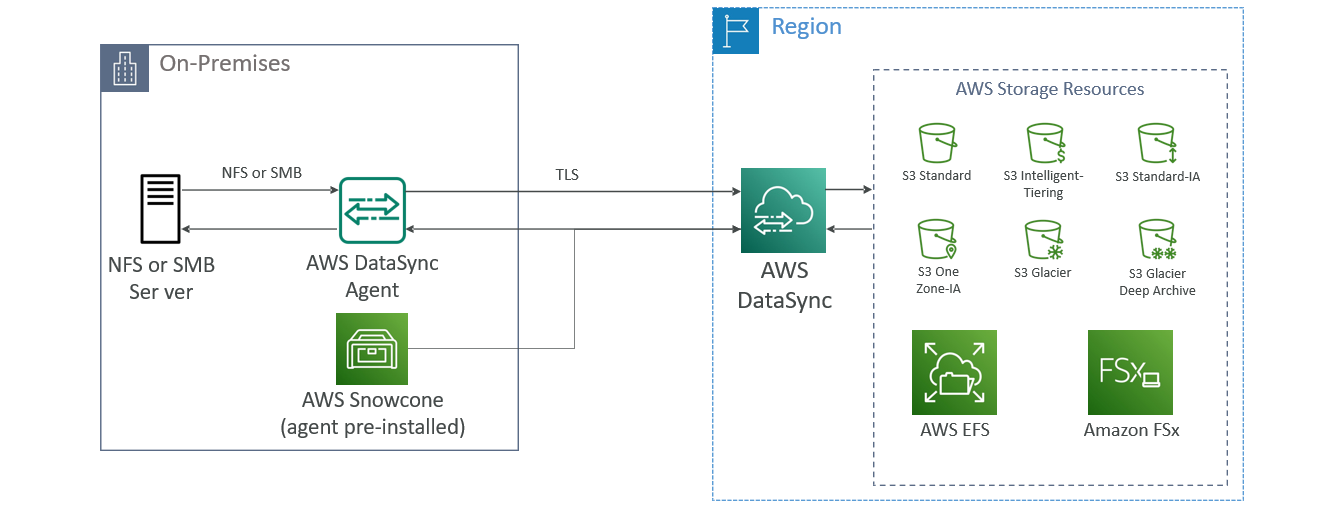 Region
On-Premises
AWS Storage Resources
S3 Standard
S3 Intelligent-
Tiering
S3 Standard-IA
NFS or SMB
TLS
S3 One
Zone-IA
S3 Glacier
S3 Glacier
Deep Archive
NFS or SMB
Ser ver
AWS DataSync
Agent
AWS
DataSync
FSx
AWS Snowcone
(agent pre-installed)
AWS EFS
Amazon FSx
$